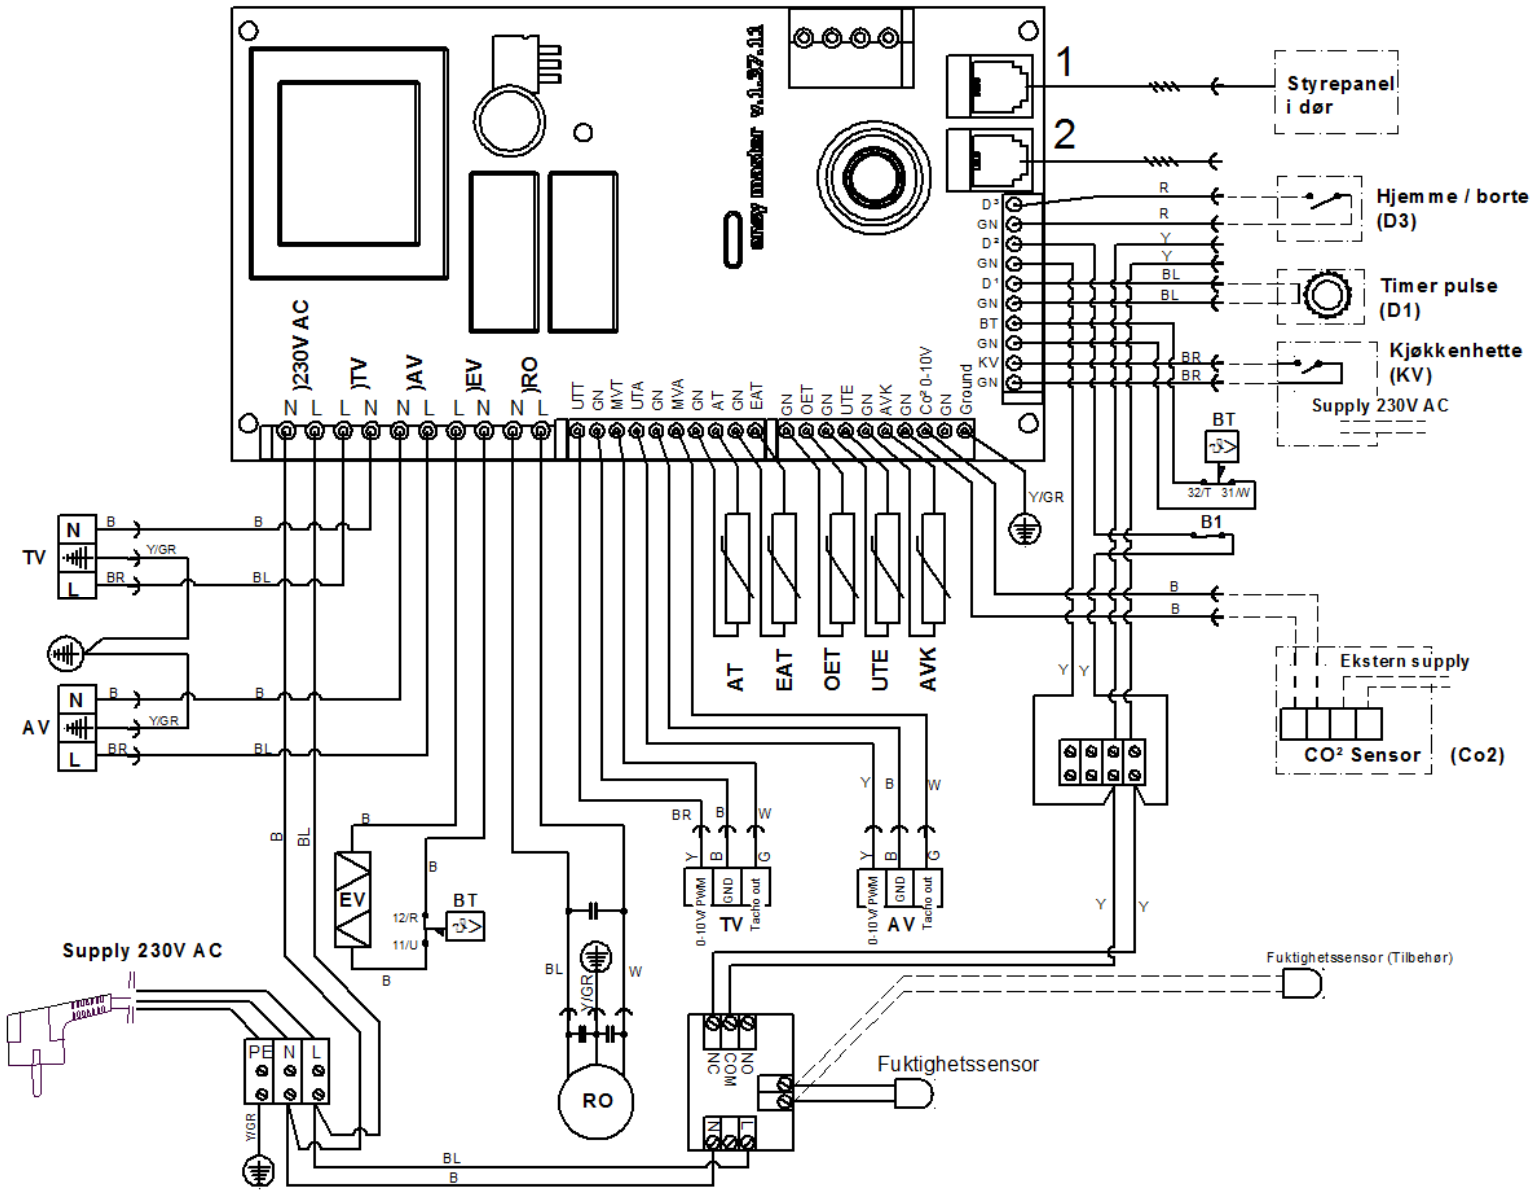 easy master v.1.37.11
1
Styrepanel
i dør
2
D³
R
Hjemme / borte
(D3)
GN
R
D²
Y
GN
Y
D¹
BL
Timer pulse
(D1)
GN
BL
BT
GN
KV
BR
Kjøkkenhette
(KV)
GN
BR
Supply 230V AC
)230V AC
)TV
)AV
)EV
)RO
N L L N N L L N N L
UTT
GN
MVT
UTA
GN
MVA
GN
AT
GN
EAT
GN
OET
GN
UTE
GN
AVK
GN
Co² 0-10V
GN
Ground
BT
32/T 31/W
Y/GR
B1
TV
N
B
B
Y/GR
L
BR
BL
B
B
AT
EAT
OET
UTE
AVK
Y Y
Ekstern supply
CO² Sensor
(Co2)
AV
N
B
B
Y/GR
L
BR
BL
B
BL
B
EV
B
12/R
11/U
BT
B
BR
B
W
Y
B
G
0-10 V/ PWM
GND
Tacho out
TV
Y
B
W
Y
B
G
0-10 V/ PWM
GND
Tacho out
AV
Y
Y
Supply 230V AC
BL
Y/GR
W
RO
Fuktighetssensor (Tilbehør)
PE N L
Y/GR
NC
COM
NO
Fuktighetssensor
N
L
BL
B